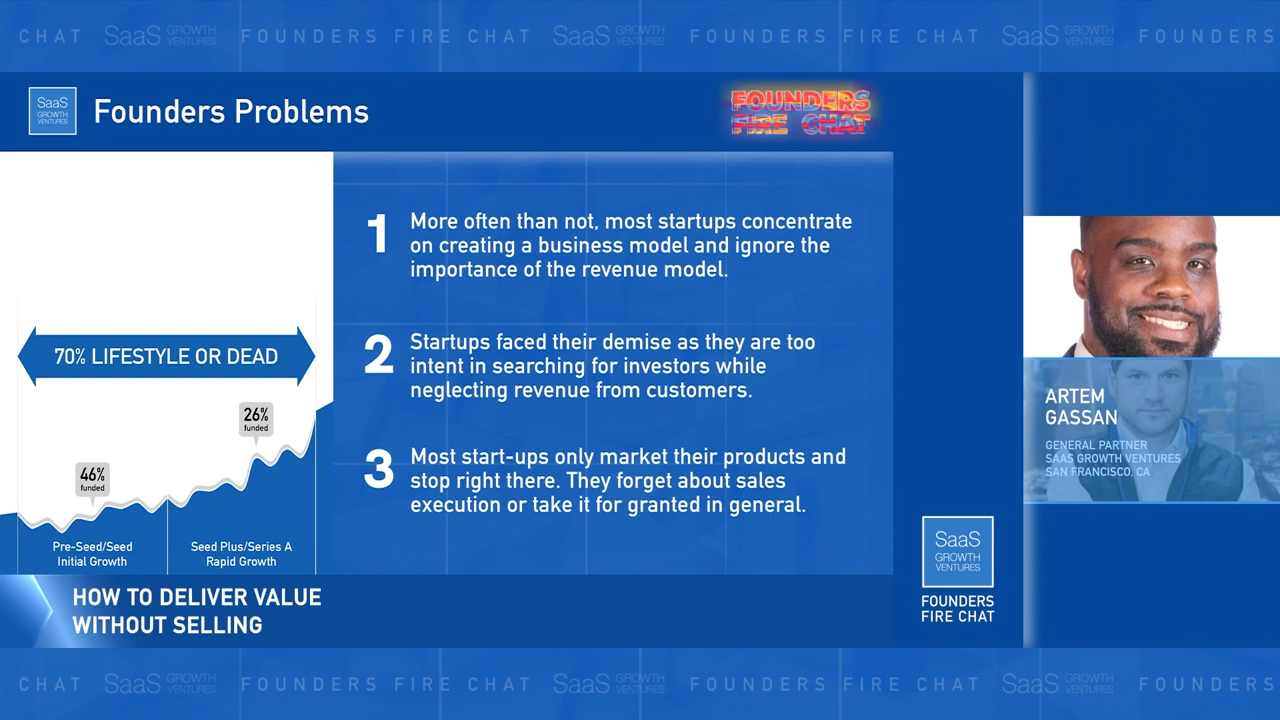 CHAT SaaS GROWTH VENTURES FOUNDERS FIRE CHAT SaaS GROWTH VENTURES FOUNDERS FIRE CHAT SaaS GROWTH VENTURES FOUNDERS
SaaS
GROWTH
VENTURES
Founders Problems
FOUNDERS
FIRE CHAT
70% LIFESTYLE OR DEAD
26%
funded
46%
funded
Pre-Seed/Seed
Initial Growth
Seed Plus/Series A
Rapid Growth
1
More often than not, most startups concentrate
on creating a business model and ignore the
importance of the revenue model.
2
Startups faced their demise as they are too
intent in searching for investors while
neglecting revenue from customers.
3
Most start-ups only market their products and
stop right there. They forget about sales
execution or take it for granted in general.
ARTEM
GASSAN
GENERAL PARTNER
SAAS GROWTH VENTURES
SAN FRANCISCO, CA
SaaS
GROWTH
VENTURES
FOUNDERS
FIRE CHAT
HOW TO DELIVER VALUE
WITHOUT SELLING
CHAT SaaS GROWTH VENTURES FOUNDERS FIRE CHAT SaaS GROWTH VENTURES FOUNDERS FIRE CHAT SaaS GROWTH VENTURES FOUNDERS